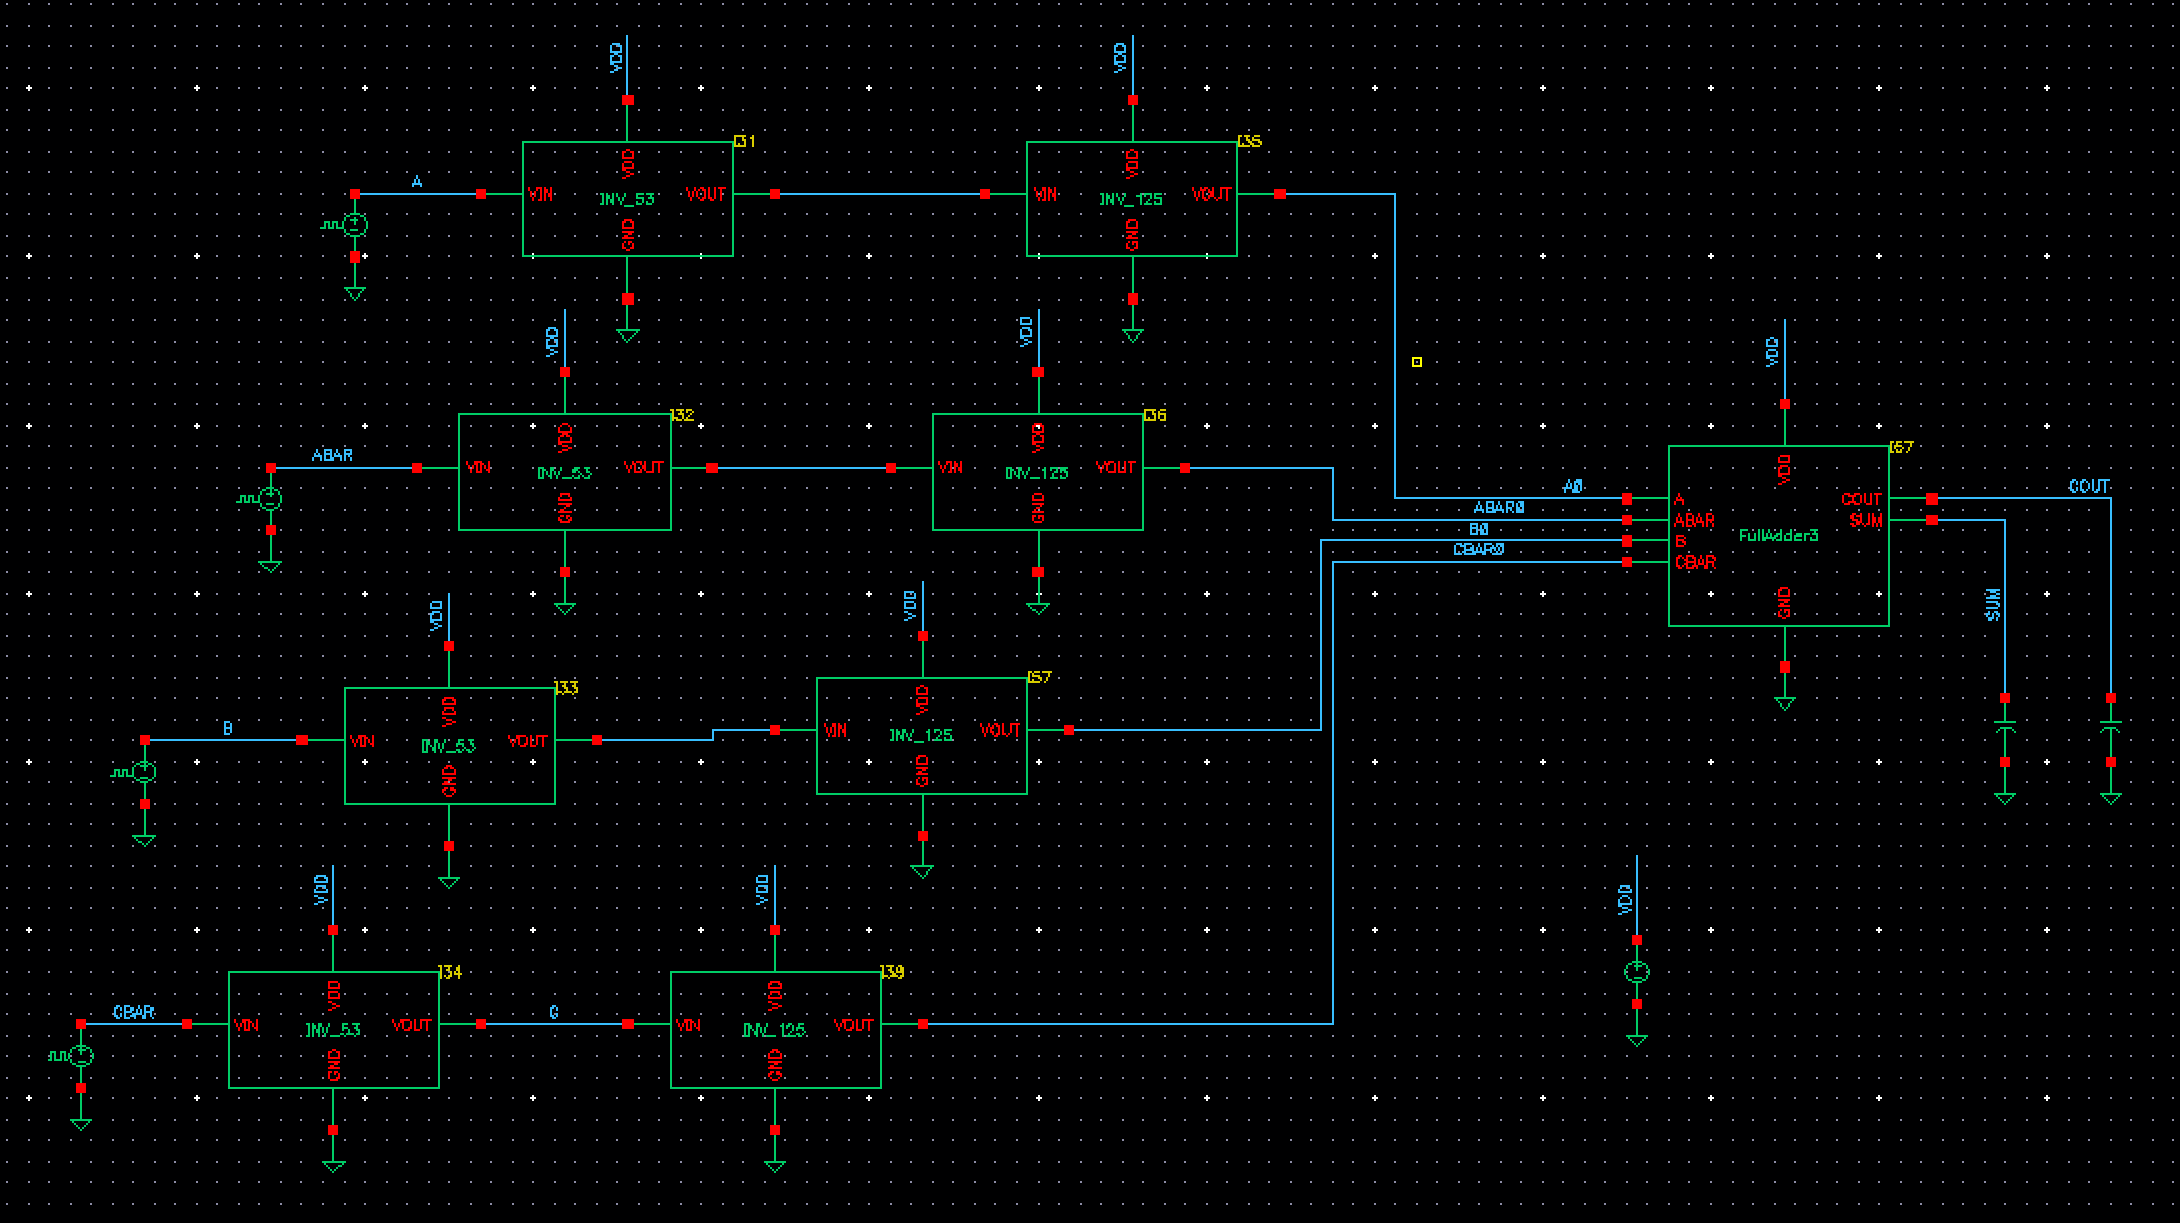 VDD
VDD
I31
I35
A
VDD
VIN
INV_53
VOUT
GND
VDD
VIN
INV_125
VOUT
GND
VDD
VDD
VDD
I32
I36
I67
ABAR
VDD
VIN
INV_53
VOUT
GND
VDD
VIN
INV_125
VOUT
GND
A0
ABAR0
B0
CBAR0
VDD
A
ABAR
B
CBAR
FullAdder3
COUT
SUM
GND
COUT
SUM
VDD
VDD
I33
B
VDD
VIN
INV_53
VOUT
GND
VDD
VIN
INV_125
VOUT
GND
VDD
VDD
VDD
I34
I39
CBAR
VDD
VIN
INV_53
VOUT
GND
G
VDD
VIN
INV_125
VOUT
GND